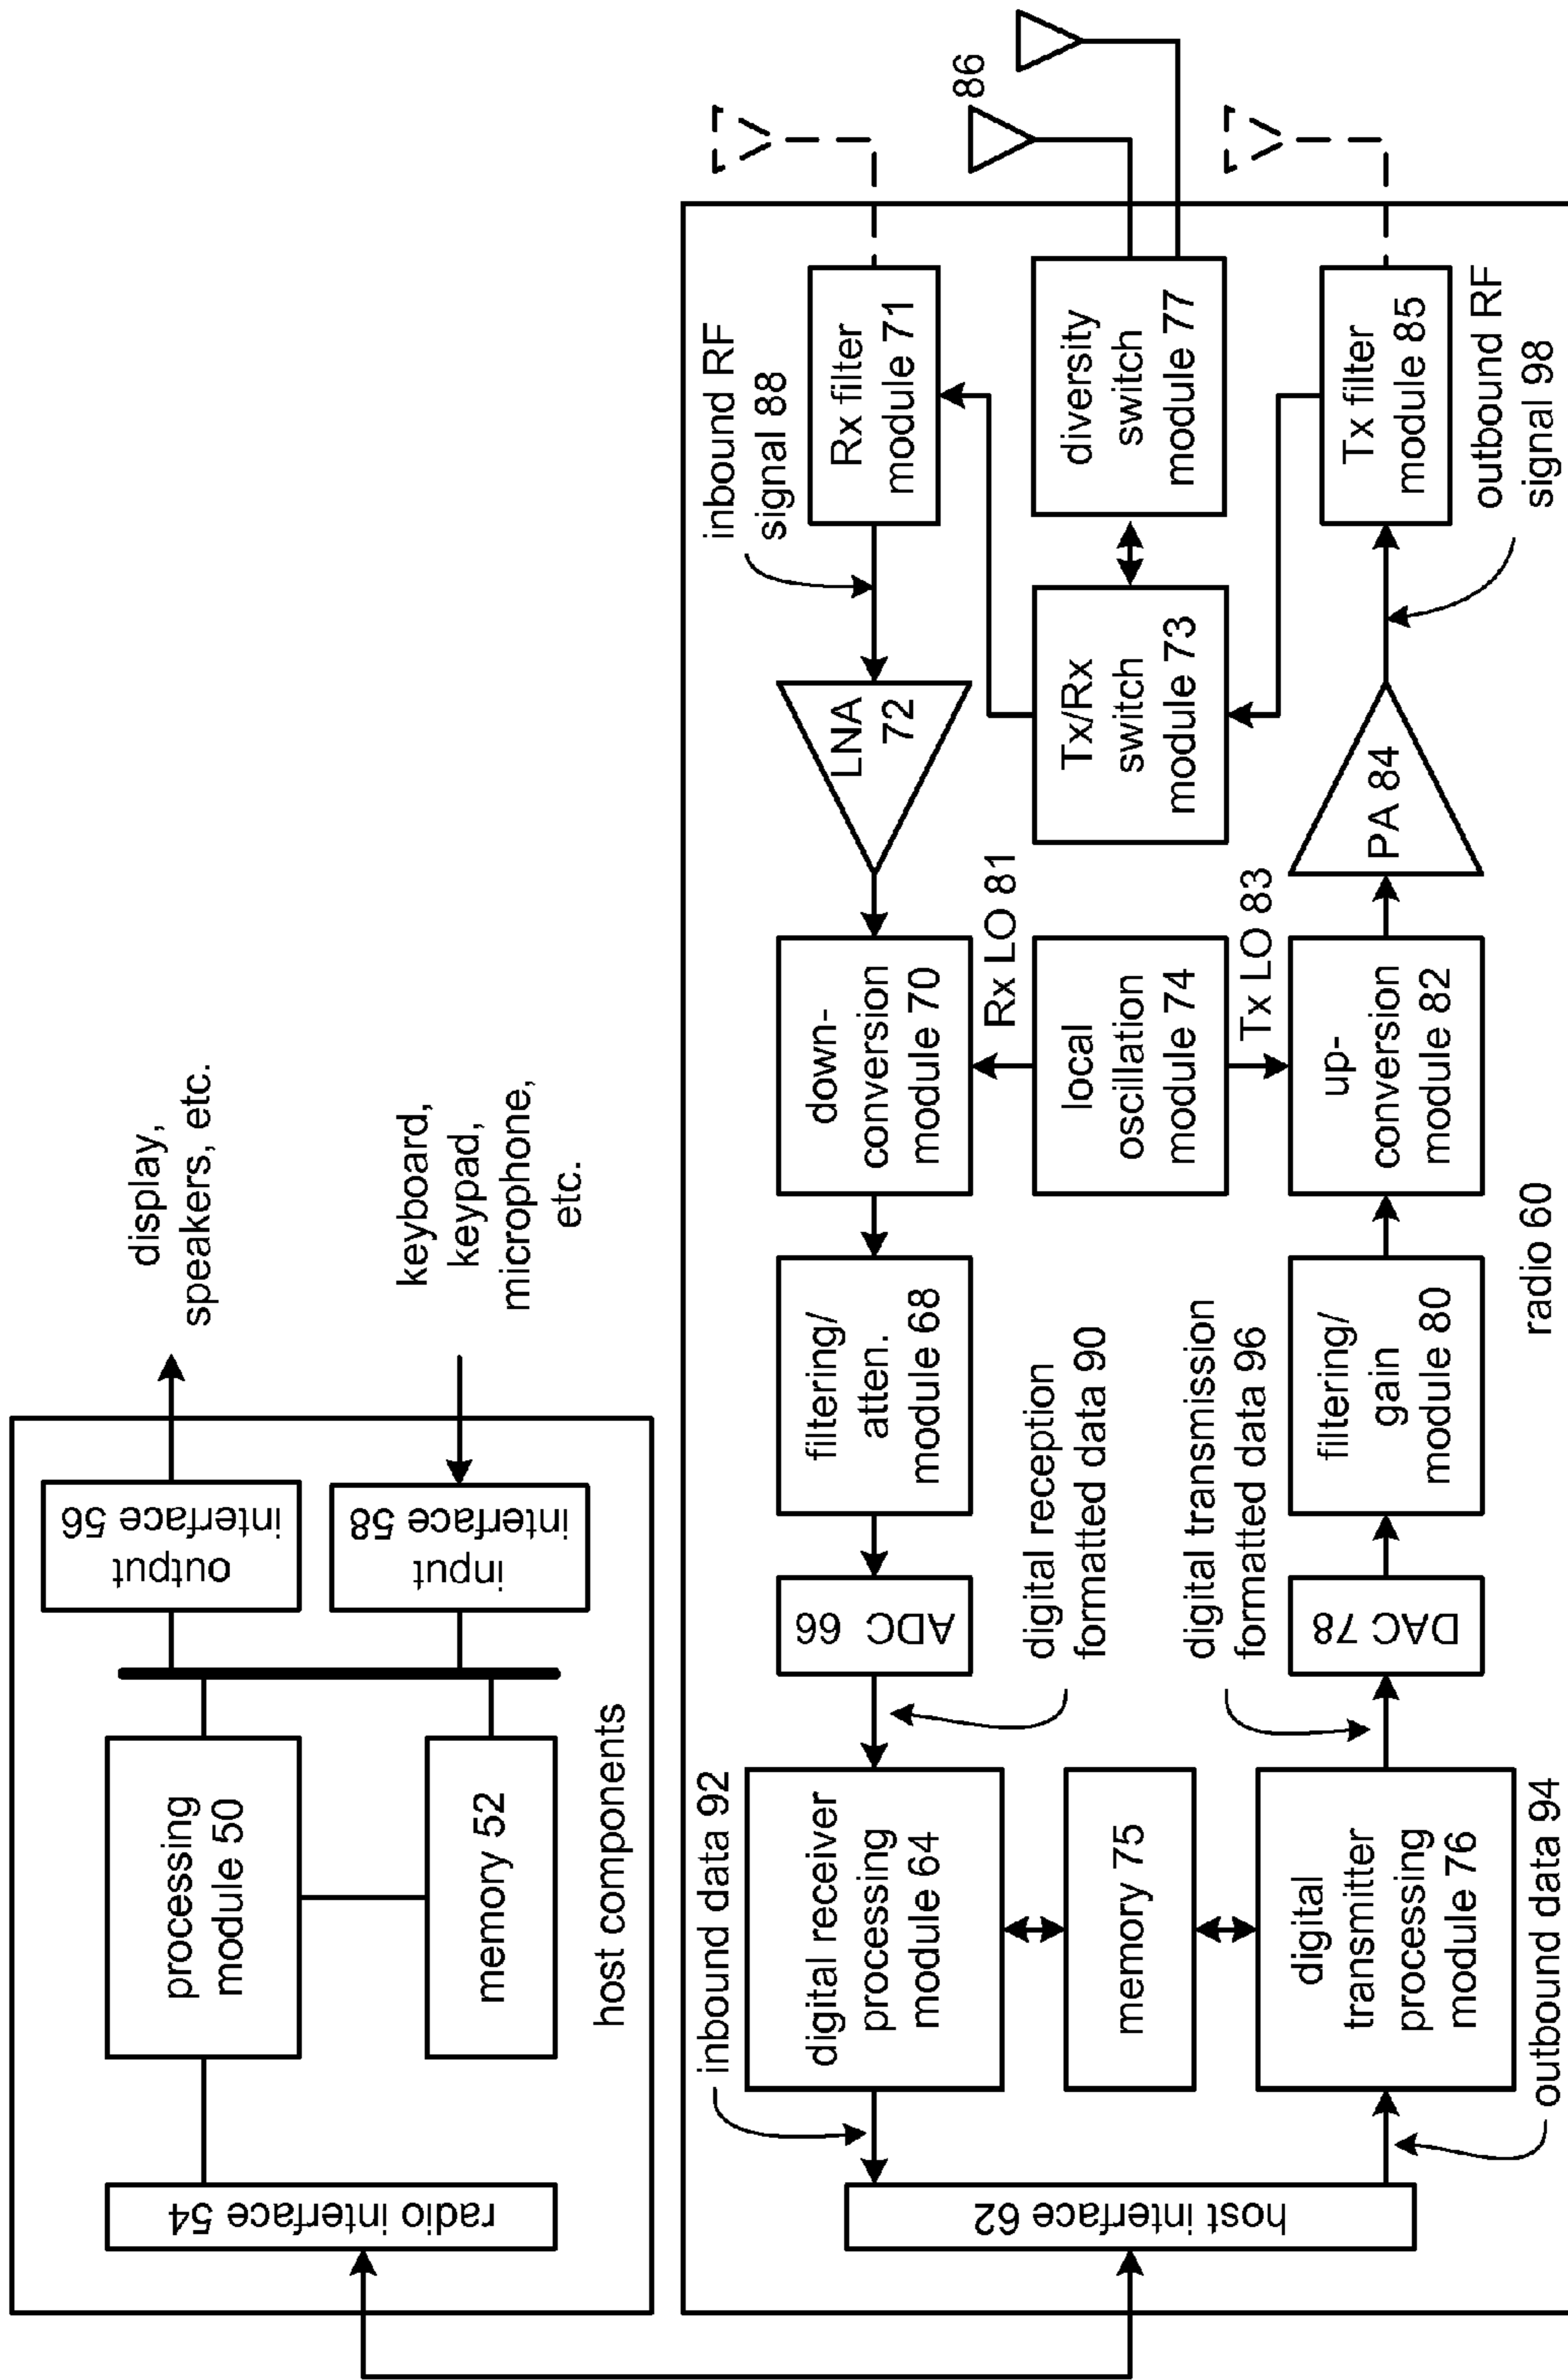 processing
module 50
memory 52
radio interface 54
output
interface 56
input
interface 58
display,
speakers, etc.
keyboard,
keypad,
microphone,
etc.
host components
inbound data 92
digital receiver
processing
module 64
host interface 62
memory 75
digital
transmitter
processing
module 76
outbound data 94
ADC 66
digital reception
formatted data 90
digital transmission
formatted data 96
DAC 78
filtering/
atten.
module 68
filtering/
gain
module 80
radio 60
down-
conversion
module 70
Rx LO 81
local
oscillation
module 74
Tx LO 83
up-
conversion
module 82
LNA
72
Tx/Rx
switch
module 73
PA 84
inbound RF
signal 88
Rx filter
module 71
diversity
switch
module 77
Tx filter
module 85
outbound RF
signal 98
86